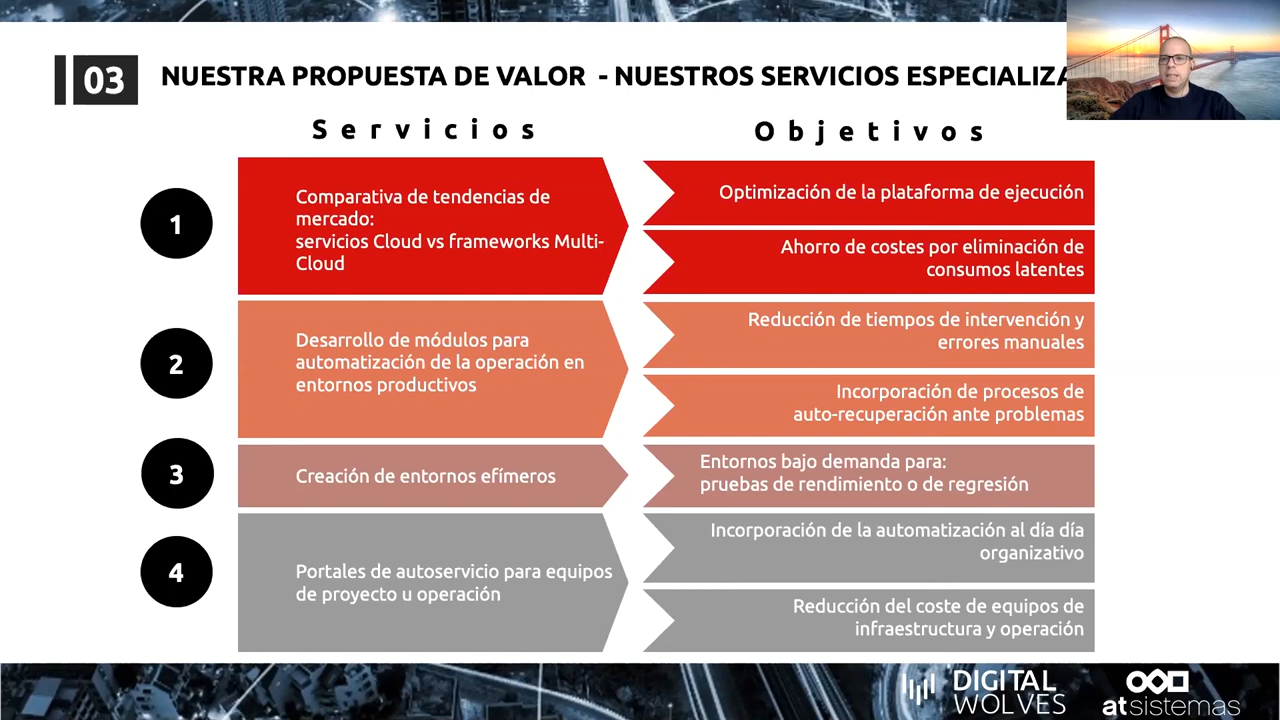 03
NUESTRA PROPUESTA DE VALOR - NUESTROS SERVICIOS
Servicios
Objetivos
1
Comparativa de tendencias de
mercado:
servicios Cloud vs frameworks Multi-
Cloud
Optimización de la plataforma de ejecución
Ahorro de costes por eliminación de
consumos latentes
2
Desarrollo de módulos para
automatización de la operación en
entornos productivos
Reducción de tiempos de intervención y
errores manuales
Incorporación de procesos de
auto-recuperación ante problemas
3
Creación de entornos efímeros
Entornos bajo demanda para:
pruebas de rendimiento o de regresión
4
Portales de autoservicio para equipos
de proyecto u operación
Incorporación de la automatización al día día
organizativo
Reducción del coste de equipos de
infraestructura y operación
DIGITAL
WOLVES
atsistemas